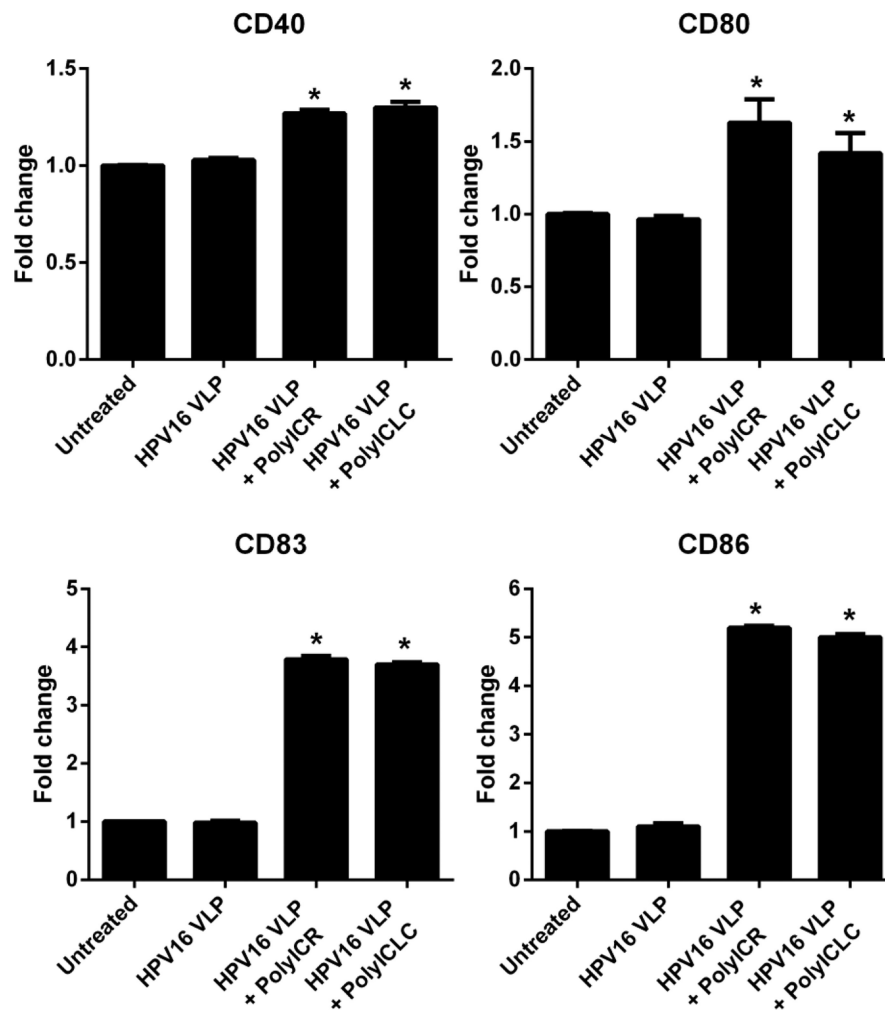 CD40
Fold change
1.5
1.0
0.5
0.0
*
*
Untreated
HPV16 VLP
HPV16 VLP
+ PolyICR
HPV16 VLP
+ PolyICLC
CD80
Fold change
2.0
1.5
1.0
0.5
0.0
*
*
Untreated
HPV16 VLP
HPV16 VLP
+ PolyICR
HPV16 VLP
+ PolyICLC
CD83
Fold change
5
4
3
2
1
0
*
*
Untreated
HPV16 VLP
HPV16 VLP
+ PolyICR
HPV16 VLP
+ PolyICLC
CD86
Fold change
6
5
4
3
2
1
0
*
*
Untreated
HPV16 VLP
HPV16 VLP
+ PolyICR
HPV16 VLP
+ PolyICLC